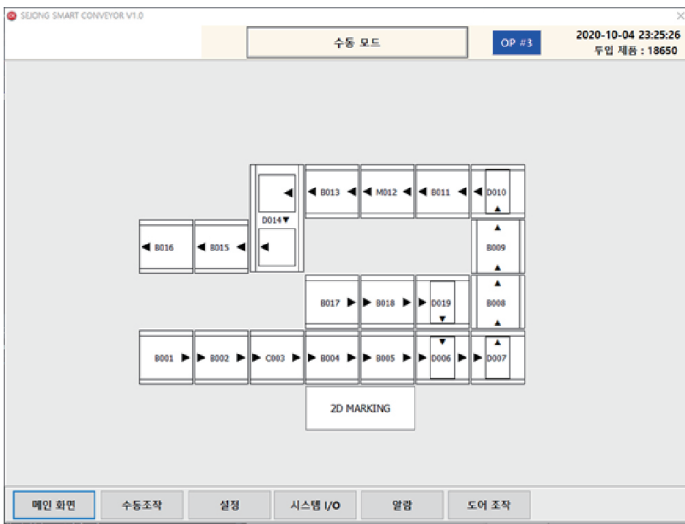 SEJONG SMART CONVEYOR V1.0
수동 모드
OP #3
2020-10-04 23:25:26
두입 제품 : 18650
B013 M012 B011 D010
D014▼
B016 B015 B009
B017 B018 D019 B008
B001 B002 C003 B004 B005 D006 D007
2D MARKING
메인 화면 수동조작 설정 시스템 I/O 알람 도어 조작